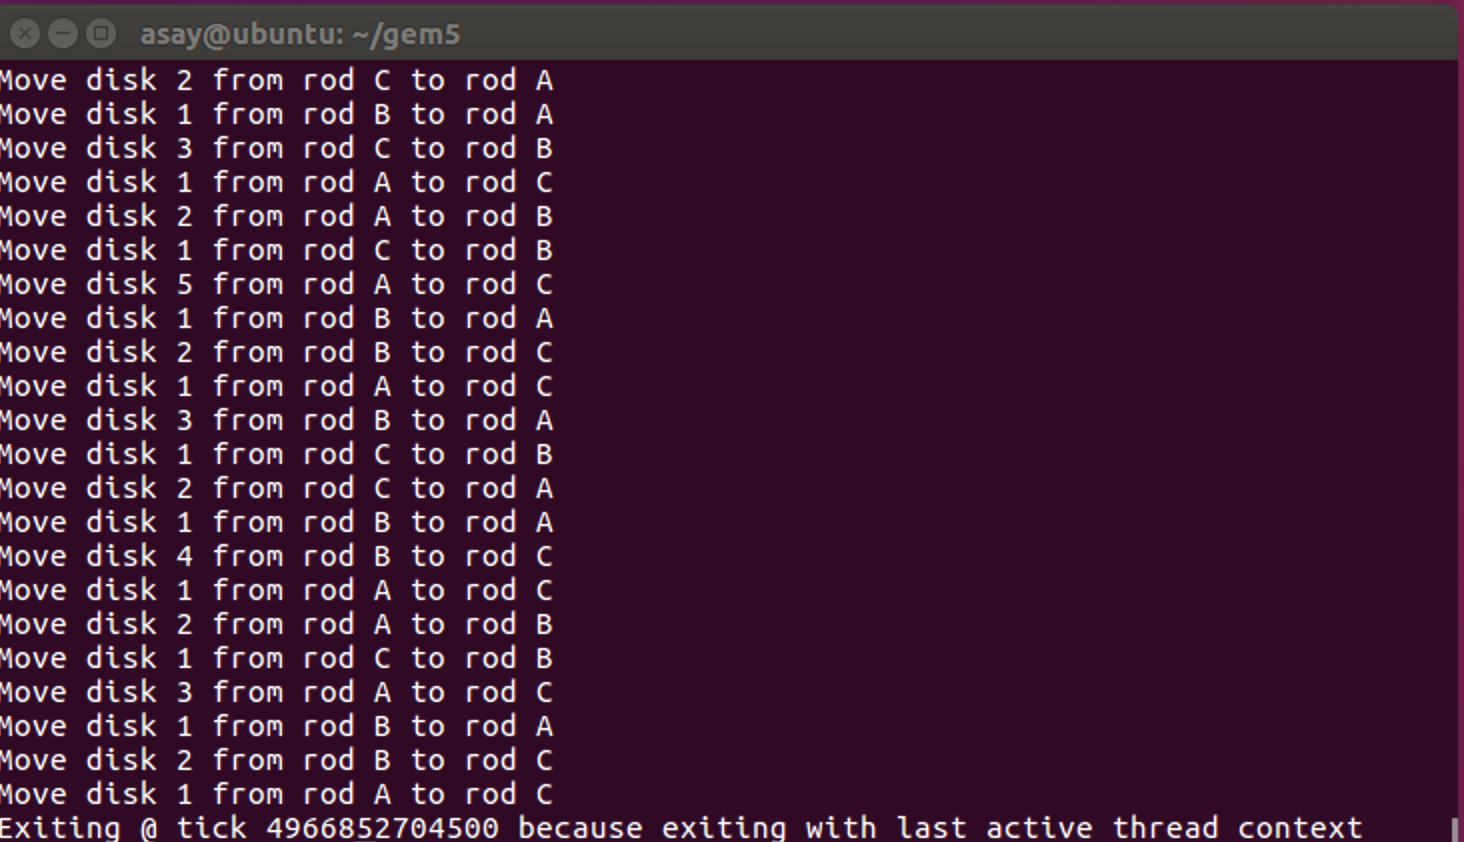 asay@ubuntu: ~/gem5
Move disk 2 from rod C to rod A
Move disk 1 from rod B to rod A
Move disk 3 from rod C to rod B
Move disk 1 from rod A to rod C
Move disk 2 from rod A to rod B
Move disk 1 from rod C to rod B
Move disk 5 from rod A to rod C
Move disk 1 from rod B to rod A
Move disk 2 from rod B to rod C
Move disk 1 from rod A to rod C
Move disk 3 from rod B to rod A
Move disk 1 from rod C to rod B
Move disk 2 from rod C to rod A
Move disk 1 from rod B to rod A
Move disk 4 from rod B to rod C
Move disk 1 from rod A to rod C
Move disk 2 from rod A to rod B
Move disk 1 from rod C to rod B
Move disk 3 from rod A to rod C
Move disk 1 from rod B to rod A
Move disk 2 from rod B to rod C
Move disk 1 from rod A to rod C
Exiting @ tick 4966852704500 because exiting with last active thread context